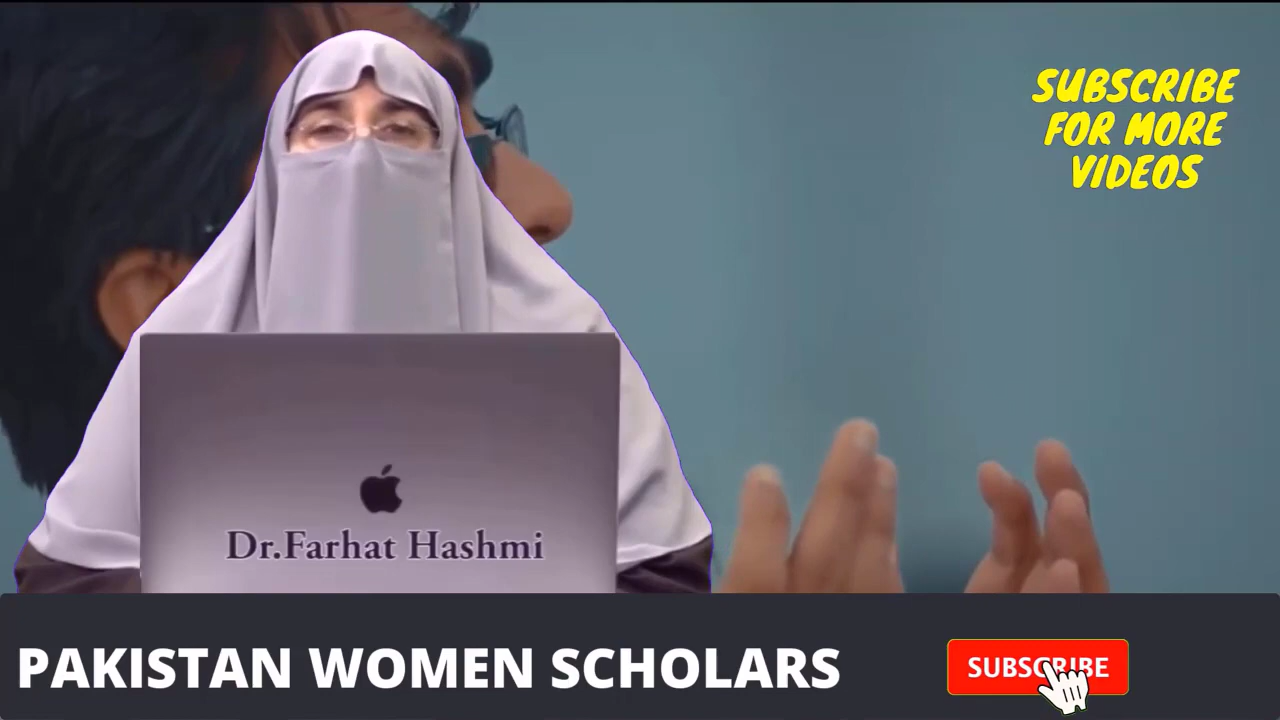 SUBSCRIBE
FOR MORE
VIDEOS
Dr.Farhat Hashmi
PAKISTAN WOMEN SCHOLARS
SUBSCRIBE